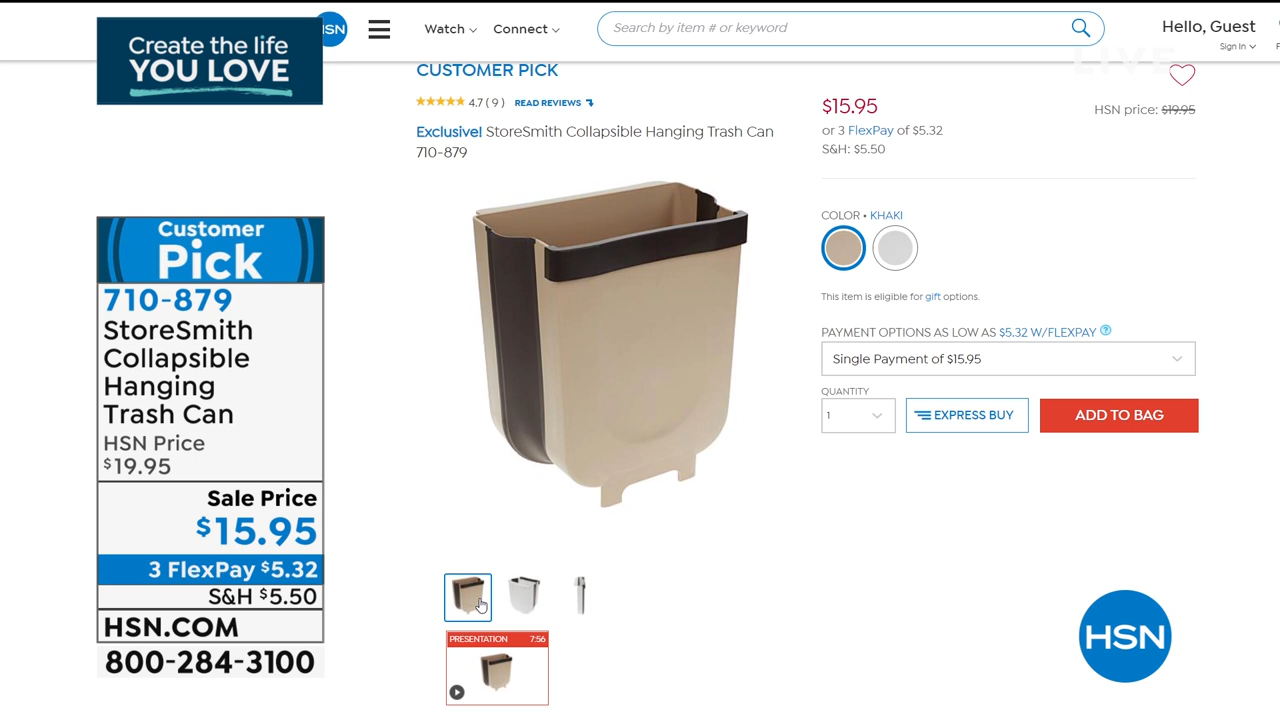 Create the life
YOU LOVE
HSN
Watch
Connect
Search by item # or keyword
Hello, Guest
Sign In
LIVE
CUSTOMER PICK
4.7 ( 9 ) READ REVIEWS
Exclusive! StoreSmith Collapsible Hanging Trash Can
710-879
$15.95
HSN price: $19.95
or 3 FlexPay of $5.32
S&H: $5.50
COLOR • KHAKI
This item is eligible for gift options.
PAYMENT OPTIONS AS LOW AS $5.32 W/FLEXPAY ?
Single Payment of $15.95
QUANTITY
1
EXPRESS BUY
ADD TO BAG
Customer
Pick
710-879
StoreSmith
Collapsible
Hanging
Trash Can
HSN Price
$19.95
Sale Price
$15.95
3 FlexPay $5.32
S&H $5.50
HSN.COM
800-284-3100
PRESENTATION 7:56
HSN